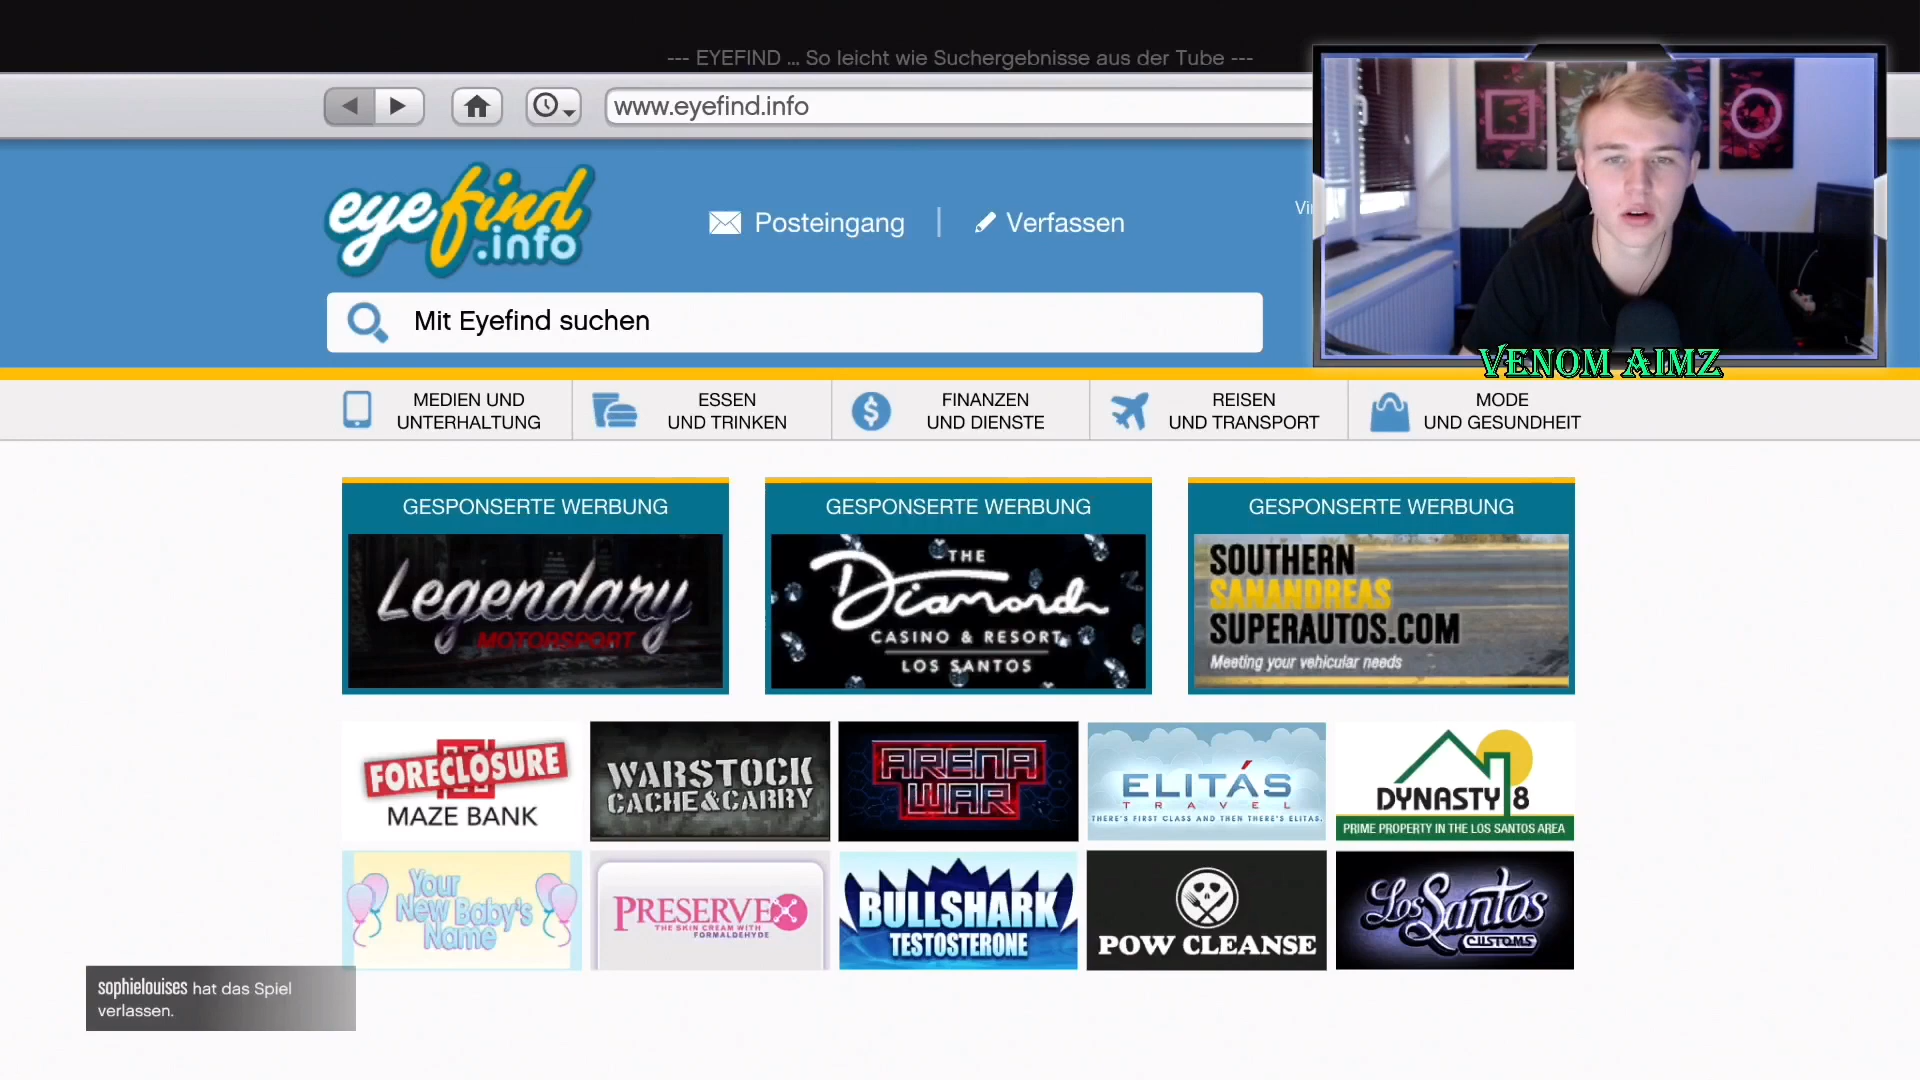 --- EYEFIND ... So leicht wie Suchergebnisse aus der Tube ---
www.eyefind.info
eyefind
.info
Posteingang | Verfassen
Mit Eyefind suchen
VENOM AIMZ
MEDIEN UND
UNTERHALTUNG
ESSEN
UND TRINKEN
FINANZEN
UND DIENSTE
REISEN
UND TRANSPORT
MODE
UND GESUNDHEIT
GESPONSERTE WERBUNG
Legendary
MOTORSPORT
GESPONSERTE WERBUNG
THE
Diamond
CASINO & RESORT
LOS SANTOS
GESPONSERTE WERBUNG
SOUTHERN
SANANDREAS
SUPERAUTOS.COM
Meeting your vehicular needs
FORECLOSURE
MAZE BANK
WARSTOCK
CACHE&CARRY
ARENA
WAR
ELITÁS
TRAVEL
THERE'S FIRST CLASS AND THEN THERE'S ELITAS.
DYNASTY 8
PRIME PROPERTY IN THE LOS SANTOS AREA
Your
New Baby's
Name
PRESERVEX
THE SKIN CREAM WITH
FORMALDEHYDE
BULLSHARK
TESTOSTERONE
POW CLEANSE
Los Santos
CUSTOMS
sophielouises hat das Spiel
verlassen.